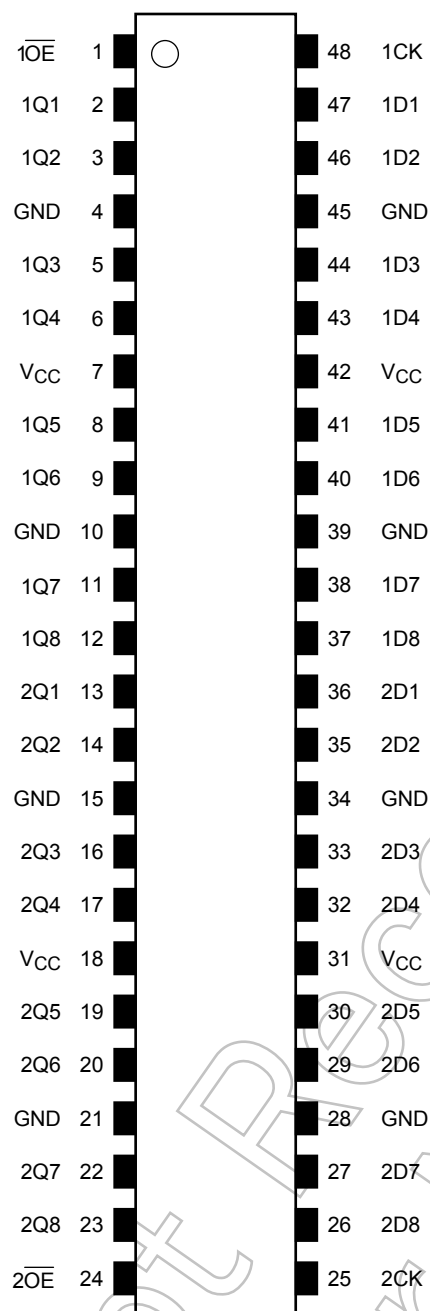 1O̅E̅ 1 48 1CK
1Q1 2 47 1D1
1Q2 3 46 1D2
GND 4 45 GND
1Q3 5 44 1D3
1Q4 6 43 1D4
VCC 7 42 VCC
1Q5 8 41 1D5
1Q6 9 40 1D6
GND 10 39 GND
1Q7 11 38 1D7
1Q8 12 37 1D8
2Q1 13 36 2D1
2Q2 14 35 2D2
GND 15 34 GND
2Q3 16 33 2D3
2Q4 17 32 2D4
VCC 18 31 VCC
2Q5 19 30 2D5
2Q6 20 29 2D6
GND 21 28 GND
2Q7 22 27 2D7
2Q8 23 26 2D8
2O̅E̅ 24 25 2CK